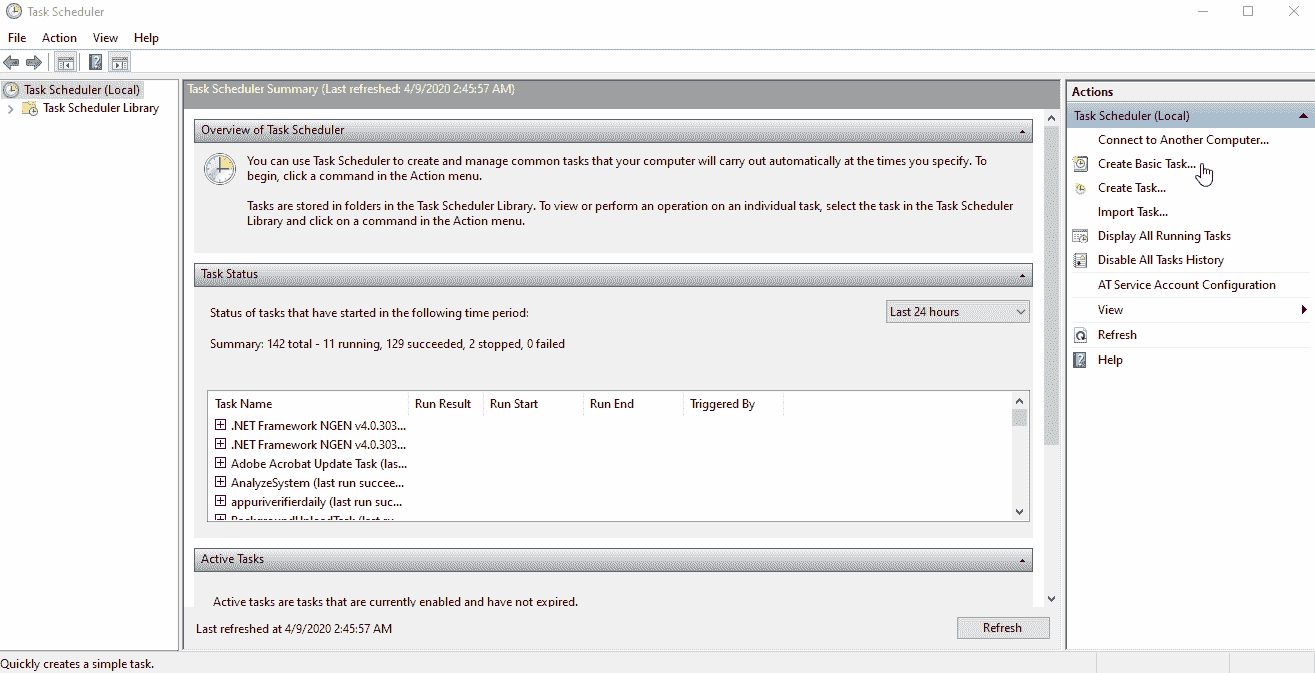 Task Scheduler
File Action View Help
Task Scheduler (Local)
Task Scheduler Library
Task Scheduler Summary (Last refreshed: 4/9/2020 2:45:57 AM)
Overview of Task Scheduler
You can use Task Scheduler to create and manage common tasks that your computer will carry out automatically at the times you specify. To
begin, click a command in the Action menu.
Tasks are stored in folders in the Task Scheduler Library. To view or perform an operation on an individual task, select the task in the Task Scheduler
Library and click on a command in the Action menu.
Task Status
Status of tasks that have started in the following time period:
Last 24 hours
Summary: 142 total - 11 running, 129 succeeded, 2 stopped, 0 failed
Task Name Run Result Run Start Run End Triggered By
.NET Framework NGEN v4.0.303...
.NET Framework NGEN v4.0.303...
Adobe Acrobat Update Task (las...
AnalyzeSystem (last run succee...
appuriverifierdaily (last run suc...
BackgroundUploadTask (last ru...
Active Tasks
Active tasks are tasks that are currently enabled and have not expired.
Last refreshed at 4/9/2020 2:45:57 AM
Refresh
Actions
Task Scheduler (Local)
Connect to Another Computer...
Create Basic Task...
Create Task...
Import Task...
Display All Running Tasks
Disable All Tasks History
AT Service Account Configuration
View
Refresh
Help
Quickly creates a simple task.